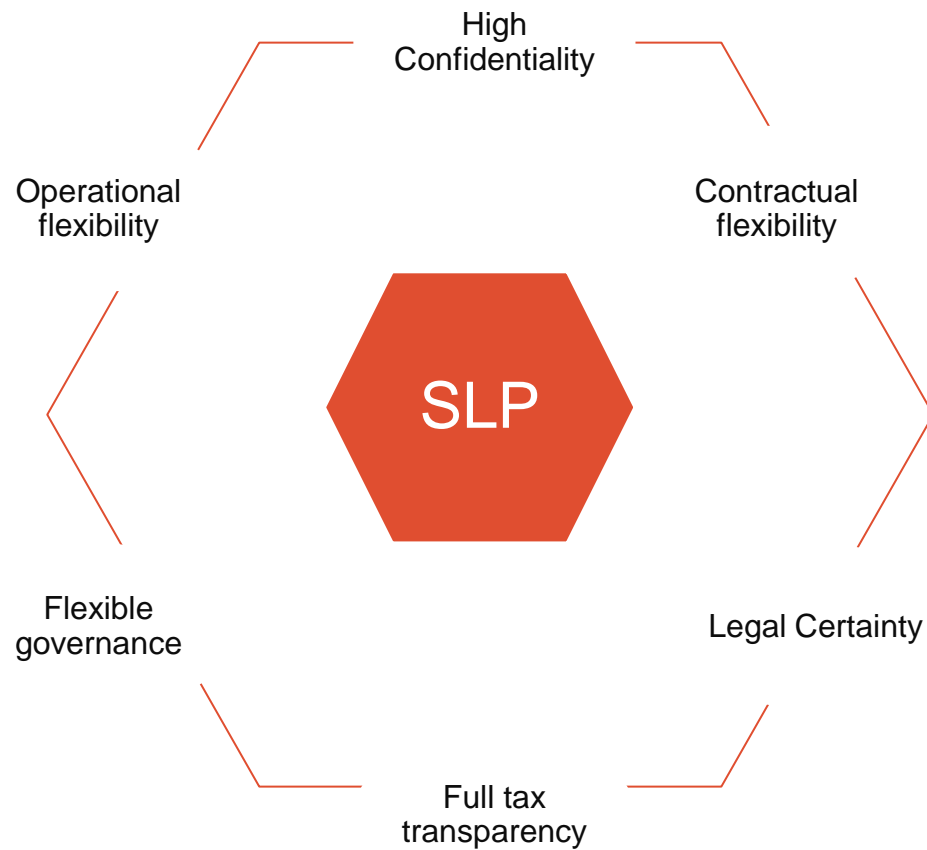 High
Confidentiality
Operational
flexibility
Contractual
flexibility
SLP
Flexible
governance
Legal Certainty
Full tax
transparency